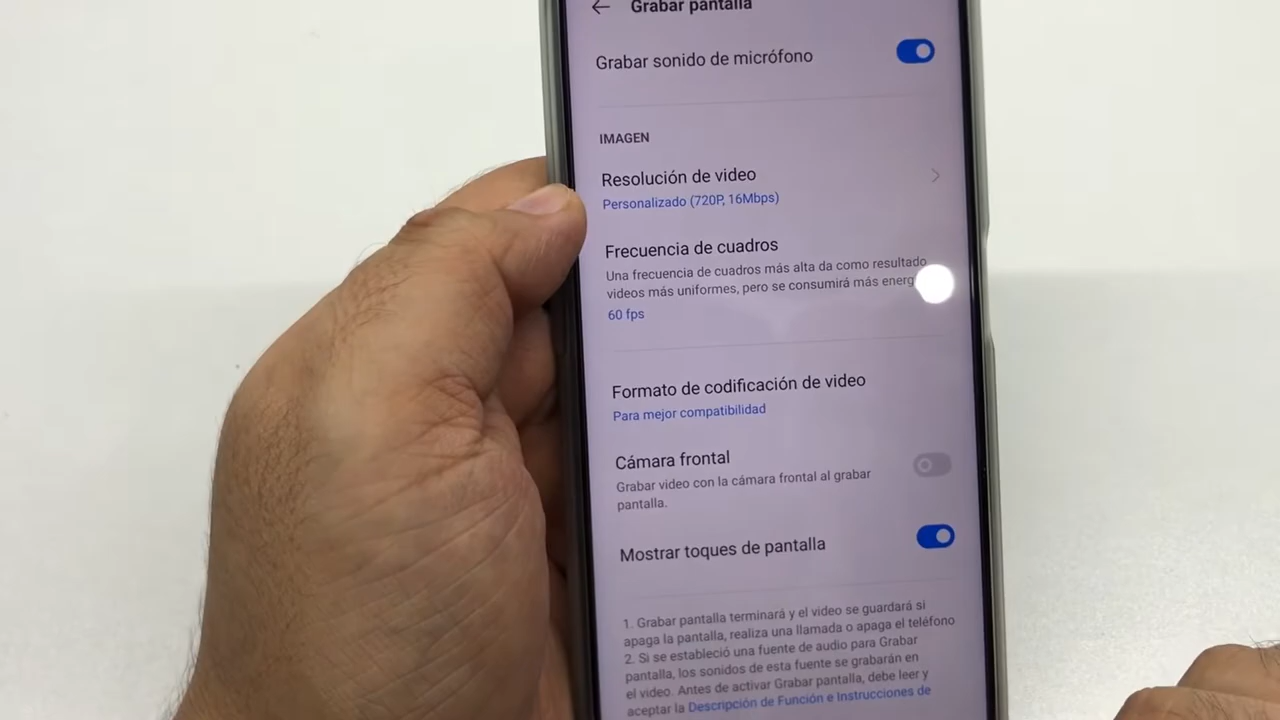 Grabar pantalla
Grabar sonido de micrófono
IMAGEN
Resolución de video
Personalizado (720P, 16Mbps)
Frecuencia de cuadros
Una frecuencia de cuadros más alta da como resultado
videos más uniformes, pero se consumirá más energ
60 fps
Formato de codificación de video
Para mejor compatibilidad
Cámara frontal
Grabar video con la cámara frontal al grabar
pantalla.
Mostrar toques de pantalla
1. Grabar pantalla terminará y el video se guardará si
apaga la pantalla, realiza una llamada o apaga el teléfono
2. Si se estableció una fuente de audio para Grabar
pantalla, los sonidos de esta fuente se grabarán en
el video. Antes de activar Grabar pantalla, debe leer y
aceptar la Descripción de Función e Instrucciones de